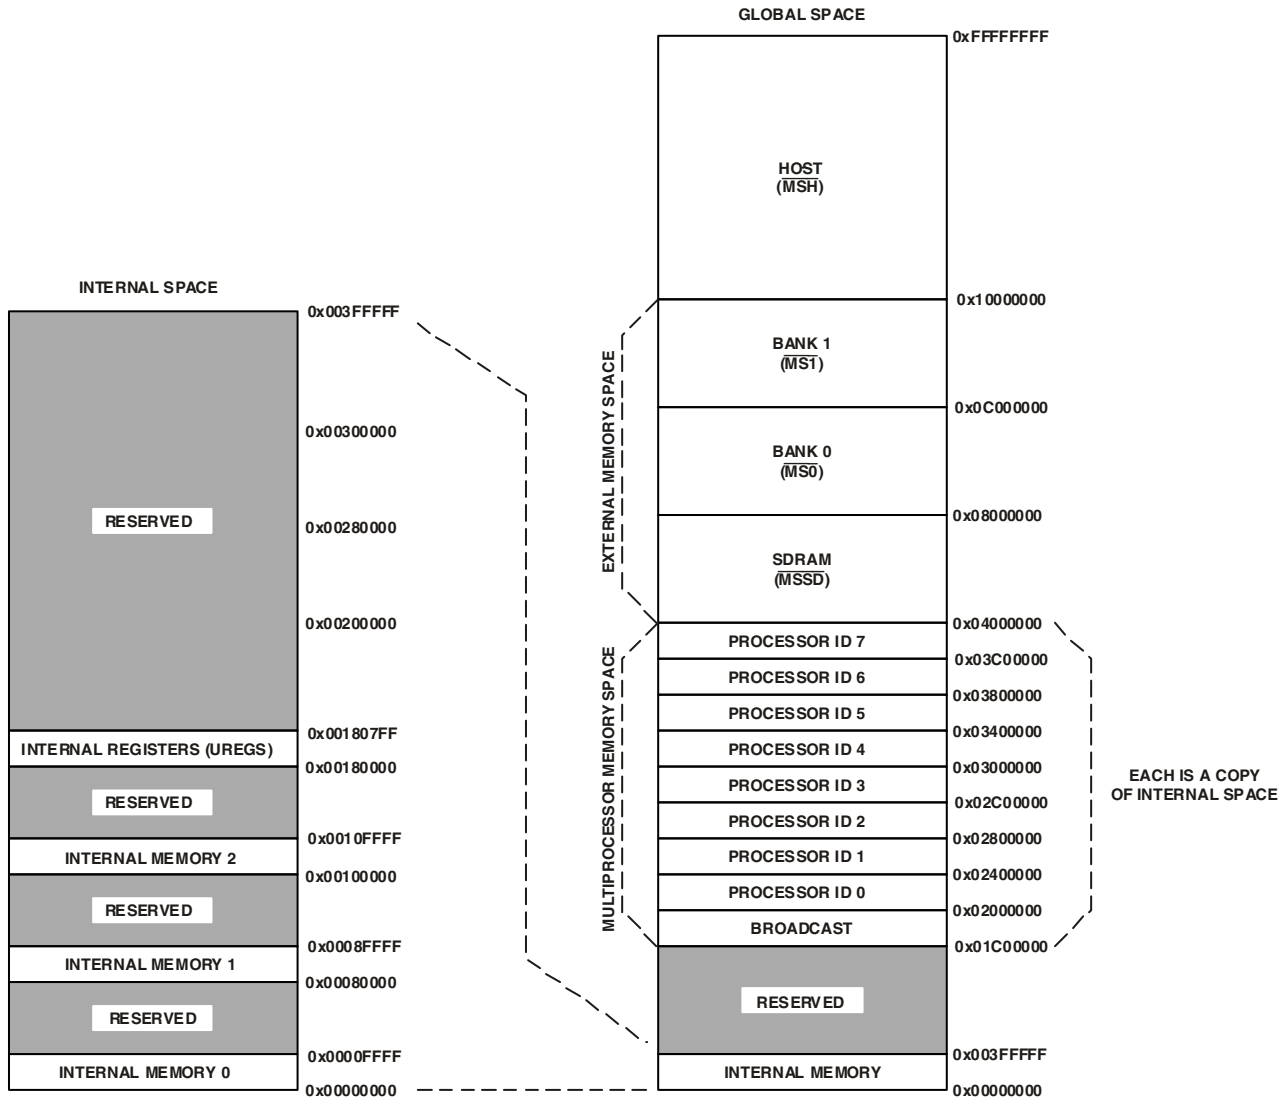 GLOBAL SPACE
0xFFFFFFFF
HOST
(MSH)
INTERNAL SPACE
0x10000000
0x003FFFFF
BANK 1
(MS1)
EXTERNAL MEMORY SPACE
0x0C000000
0x00300000
BANK 0
(MS0)
RESERVED
0x00280000
0x08000000
SDRAM
(MSSD)
0x00200000
0x04000000
PROCESSOR ID 7
0x03C00000
PROCESSOR ID 6
0x03800000
MULTIPROCESSOR MEMORY SPACE
PROCESSOR ID 5
0x001807FF
0x03400000
INTERNAL REGISTERS (UREGS)
PROCESSOR ID 4
0x00180000
0x03000000
PROCESSOR ID 3
EACH IS A COPY
OF INTERNAL SPACE
RESERVED
0x02C00000
PROCESSOR ID 2
0x0010FFFF
0x02800000
INTERNAL MEMORY 2
PROCESSOR ID 1
0x00100000
0x02400000
PROCESSOR ID 0
RESERVED
0x02000000
BROADCAST
0x0008FFFF
0x01C00000
INTERNAL MEMORY 1
0x00080000
RESERVED
RESERVED
0x0000FFFF
0x003FFFFF
INTERNAL MEMORY 0
INTERNAL MEMORY
0x00000000
0x00000000